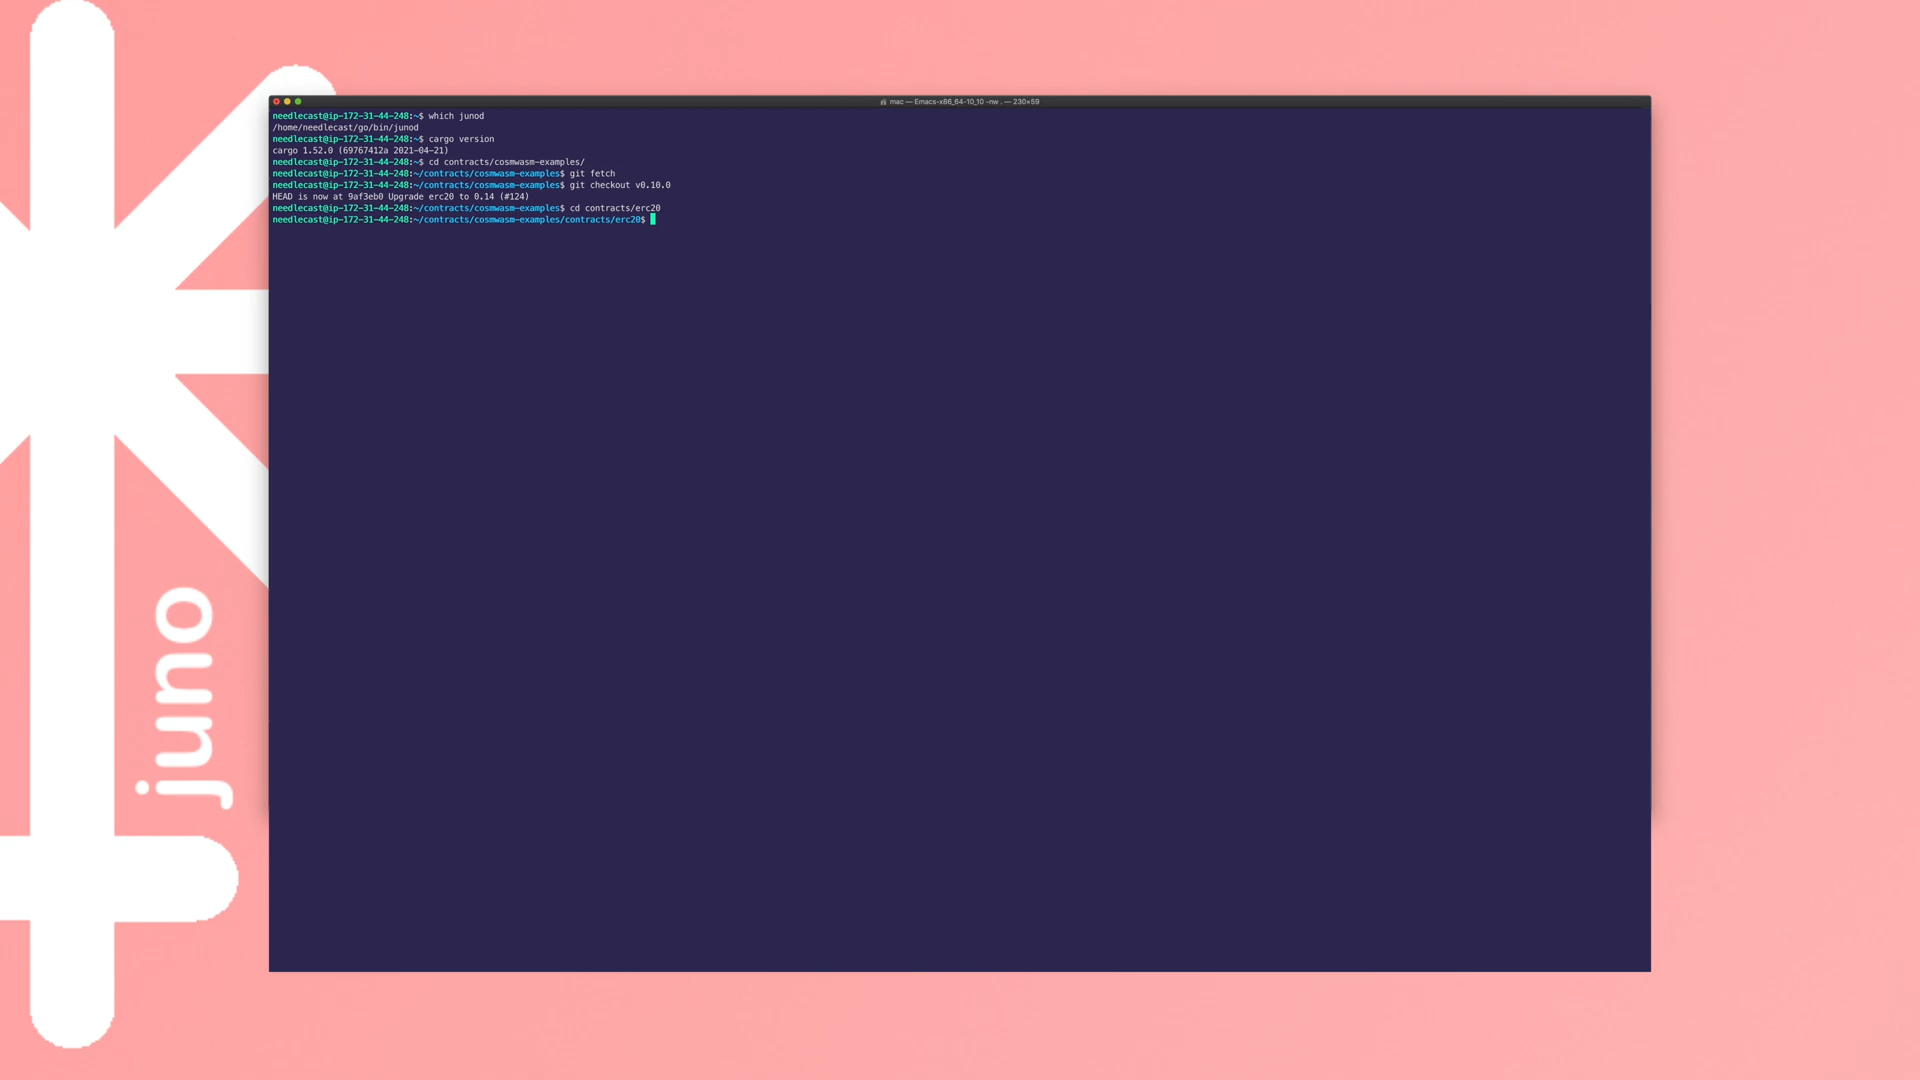 mac — Emacs-x86_64-10_10 -nw . — 230×59
needlecast@ip-172-31-44-248:~$ which junod
/home/needlecast/go/bin/junod
needlecast@ip-172-31-44-248:~$ cargo version
cargo 1.52.0 (69767412a 2021-04-21)
needlecast@ip-172-31-44-248:~$ cd contracts/cosmwasm-examples/
needlecast@ip-172-31-44-248:~/contracts/cosmwasm-examples$ git fetch
needlecast@ip-172-31-44-248:~/contracts/cosmwasm-examples$ git checkout v0.10.0
HEAD is now at 9af3eb0 Upgrade erc20 to 0.14 (#124)
needlecast@ip-172-31-44-248:~/contracts/cosmwasm-examples$ cd contracts/erc20
needlecast@ip-172-31-44-248:~/contracts/cosmwasm-examples/contracts/erc20$
juno